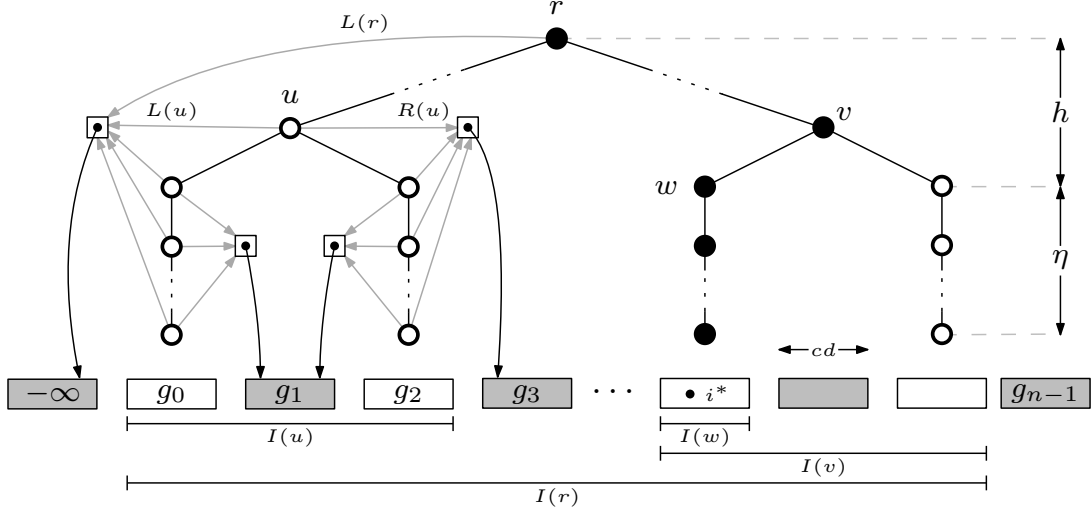 r
L(r)
u
L(u)
R(u)
v
h
w
η
cd
−∞ g₀ g₁ g₂ g₃ ··· i* gₙ₋₁
I(u)
I(w)
I(v)
I(r)